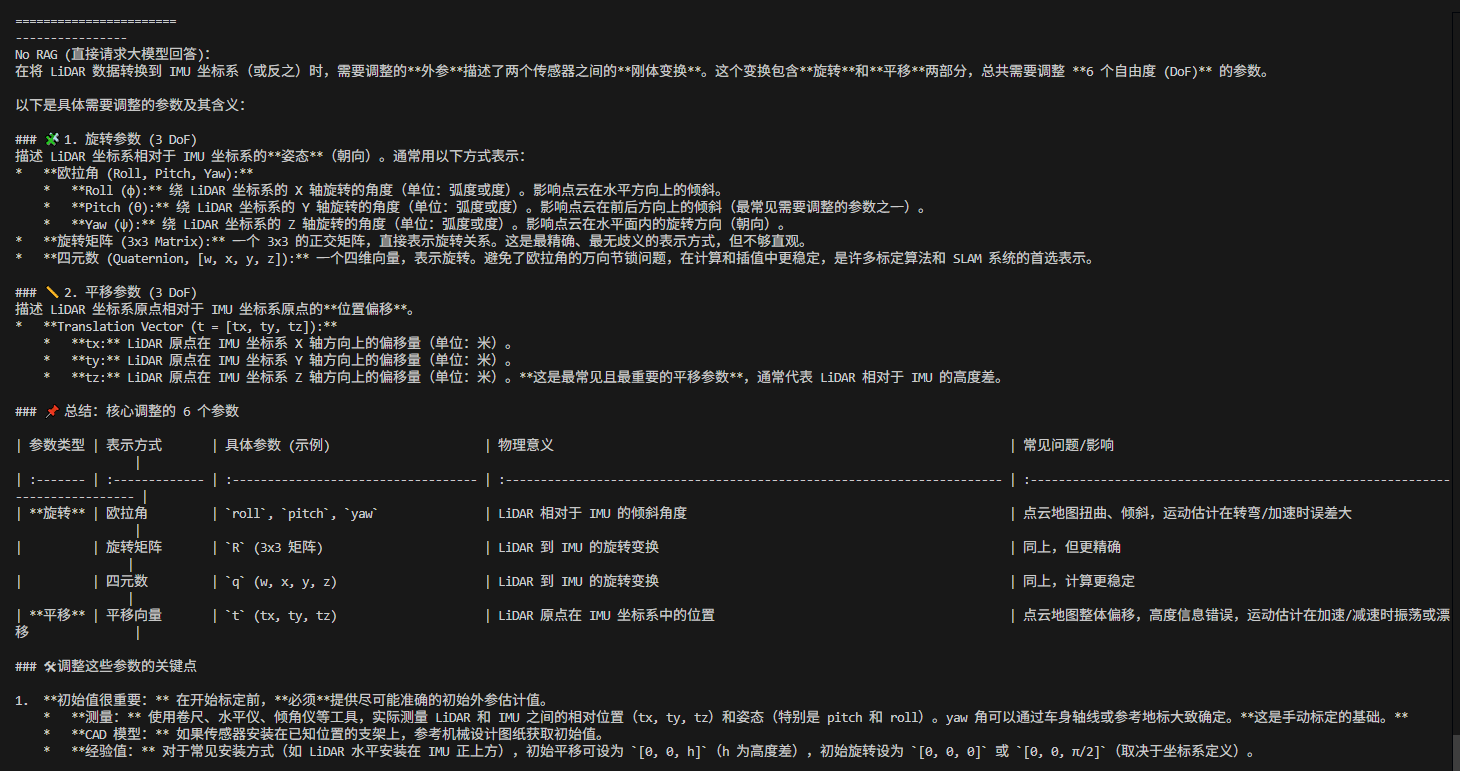 =======================
----------------
No RAG (直接请求大模型回答):
在将 LiDAR 数据转换到 IMU 坐标系（或反之）时，需要调整的**外参**描述了两个传感器之间的**刚体变换**。这个变换包含**旋转**和**平移**两部分，总共需要调整 **6 个自由度 (DoF)** 的参数。
以下是具体需要调整的参数及其含义：
### 🧩 1. 旋转参数 (3 DoF)
描述 LiDAR 坐标系相对于 IMU 坐标系的**姿态**（朝向）。通常用以下方式表示：
*   **欧拉角 (Roll, Pitch, Yaw):**
    *   **Roll (φ):** 绕 LiDAR 坐标系的 X 轴旋转的角度（单位：弧度或度）。影响点云在水平方向上的倾斜。
    *   **Pitch (θ):** 绕 LiDAR 坐标系的 Y 轴旋转的角度（单位：弧度或度）。影响点云在前后方向上的倾斜（最常见需要调整的参数之一）。
    *   **Yaw (ψ):** 绕 LiDAR 坐标系的 Z 轴旋转的角度（单位：弧度或度）。影响点云在水平面内的旋转方向（朝向）。
*   **旋转矩阵 (3x3 Matrix):** 一个 3x3 的正交矩阵，直接表示旋转关系。这是最精确、最无歧义的表示方式，但不够直观。
*   **四元数 (Quaternion, [w, x, y, z]):** 一个四维向量，表示旋转。避免了欧拉角的万向节锁问题，在计算和插值中更稳定，是许多标定算法和 SLAM 系统的首选表示。
### 📏 2. 平移参数 (3 DoF)
描述 LiDAR 坐标系原点相对于 IMU 坐标系原点的**位置偏移**。
*   **Translation Vector (t = [tx, ty, tz]):**
    *   **tx:** LiDAR 原点在 IMU 坐标系 X 轴方向上的偏移量（单位：米）。
    *   **ty:** LiDAR 原点在 IMU 坐标系 Y 轴方向上的偏移量（单位：米）。
    *   **tz:** LiDAR 原点在 IMU 坐标系 Z 轴方向上的偏移量（单位：米）。**这是最常见且最重要的平移参数**，通常代表 LiDAR 相对于 IMU 的高度差。
### 📌 总结：核心调整的 6 个参数
| 参数类型 | 表示方式 | 具体参数 (示例) | 物理意义 | 常见问题/影响
|
| :------- | :------------- | :----------------------------------- | :----------------------------------------------------------------------- | :------------------------------------------------------------
----------------- |
| **旋转** | 欧拉角 | `roll`, `pitch`, `yaw` | LiDAR 相对于 IMU 的倾斜角度 | 点云地图扭曲、倾斜，运动估计在转弯/加速时误差大
|
| | 旋转矩阵 | `R` (3x3 矩阵) | LiDAR 到 IMU 的旋转变换 | 同上，但更精确
|
| | 四元数 | `q` (w, x, y, z) | LiDAR 到 IMU 的旋转变换 | 同上，计算更稳定
|
| **平移** | 平移向量 | `t` (tx, ty, tz) | LiDAR 原点在 IMU 坐标系中的位置 | 点云地图整体偏移，高度信息错误，运动估计在加速/减速时振荡或漂
移 |
### 🛠️调整这些参数的关键点
1.  **初始值很重要：** 在开始标定前，**必须**提供尽可能准确的初始外参估计值。
    *   **测量：** 使用卷尺、水平仪、倾角仪等工具，实际测量 LiDAR 和 IMU 之间的相对位置（tx, ty, tz）和姿态（特别是 pitch 和 roll）。yaw 角可以通过车身轴线或参考地标大致确定。**这是手动标定的基础。**
    *   **CAD 模型：** 如果传感器安装在已知位置的支架上，参考机械设计图纸获取初始值。
    *   **经验值：** 对于常见安装方式（如 LiDAR 水平安装在 IMU 正上方），初始平移可设为 `[0, 0, h]`（h 为高度差），初始旋转设为 `[0, 0, 0]` 或 `[0, 0, π/2]`（取决于坐标系定义）。